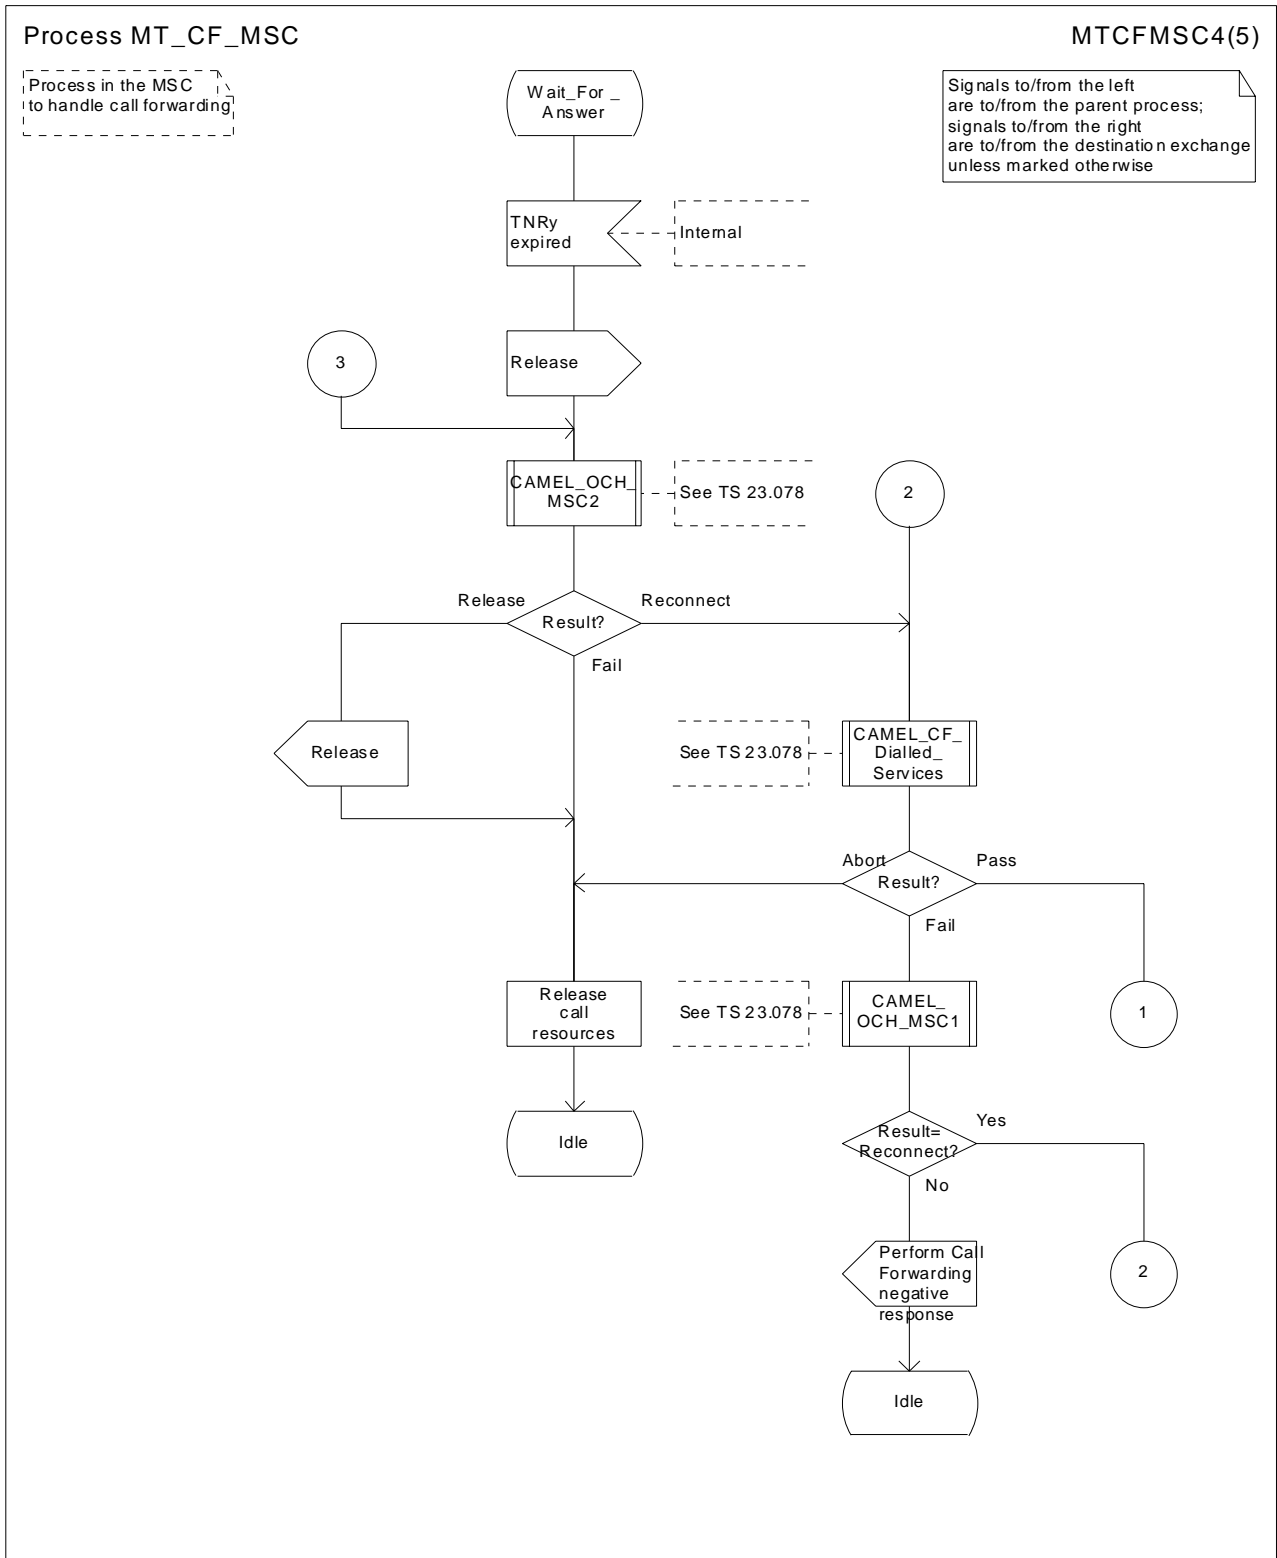 Process MT_CF_MSC
MTCFMSC4(5)
Process in the MSC
to handle call forwarding
Signals to/from the left
are to/from the parent process;
signals to/from the right
are to/from the destination exchange
unless marked otherwise
Wait_For_
Answer
TNRy
expired
Internal
3
Release
CAMEL_OCH_
MSC2
See TS 23.078
2
Release
Result?
Reconnect
Fail
Release
See TS 23.078
CAMEL_CF_
Dialled_
Services
Abort
Result?
Pass
Fail
Release
call
resources
See TS 23.078
CAMEL_
OCH_MSC1
1
Idle
Result=
Reconnect?
Yes
No
Perform Call
Forwarding
negative
response
2
Idle